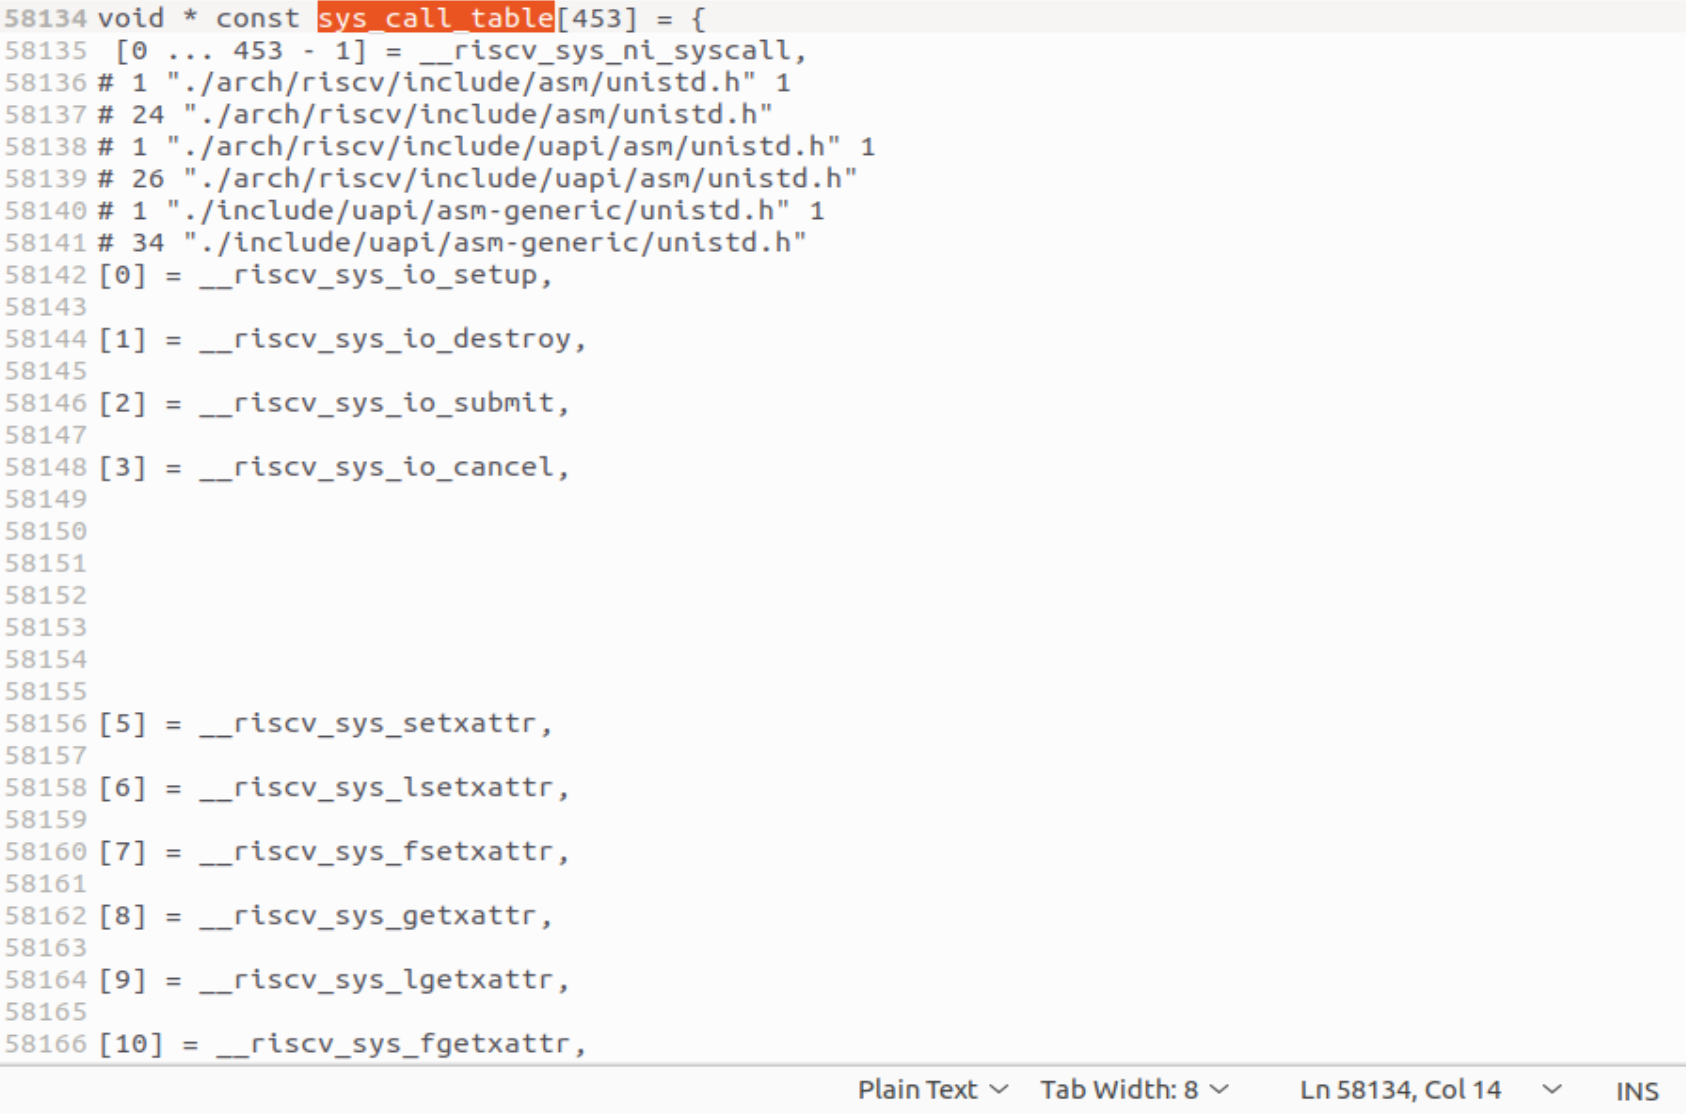 58134 void * const sys_call_table[453] = {
58135  [0 ... 453 - 1] = __riscv_sys_ni_syscall,
58136 # 1 "./arch/riscv/include/asm/unistd.h" 1
58137 # 24 "./arch/riscv/include/asm/unistd.h"
58138 # 1 "./arch/riscv/include/uapi/asm/unistd.h" 1
58139 # 26 "./arch/riscv/include/uapi/asm/unistd.h"
58140 # 1 "./include/uapi/asm-generic/unistd.h" 1
58141 # 34 "./include/uapi/asm-generic/unistd.h"
58142 [0] = __riscv_sys_io_setup,
58143
58144 [1] = __riscv_sys_io_destroy,
58145
58146 [2] = __riscv_sys_io_submit,
58147
58148 [3] = __riscv_sys_io_cancel,
58149
58150
58151
58152
58153
58154
58155
58156 [5] = __riscv_sys_setxattr,
58157
58158 [6] = __riscv_sys_lsetxattr,
58159
58160 [7] = __riscv_sys_fsetxattr,
58161
58162 [8] = __riscv_sys_getxattr,
58163
58164 [9] = __riscv_sys_lgetxattr,
58165
58166 [10] = __riscv_sys_fgetxattr,
Plain Text Tab Width: 8 Ln 58134, Col 14 INS